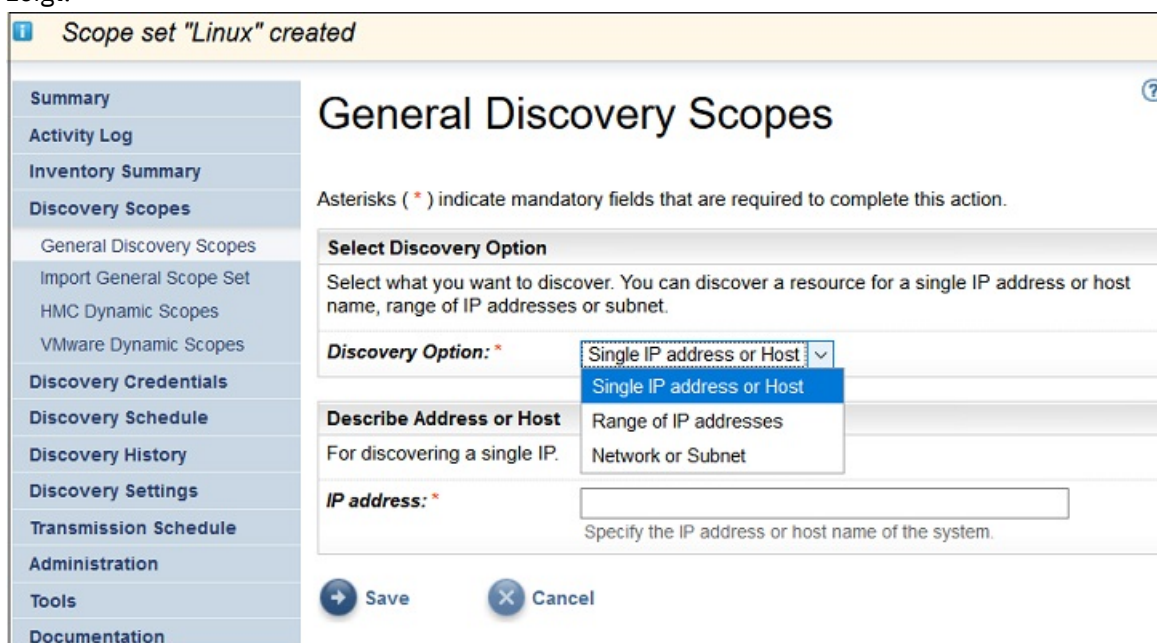 Scope set "Linux" created
Summary
Activity Log
Inventory Summary
Discovery Scopes
General Discovery Scopes
Import General Scope Set
HMC Dynamic Scopes
VMware Dynamic Scopes
Discovery Credentials
Discovery Schedule
Discovery History
Discovery Settings
Transmission Schedule
Administration
Tools
Documentation
General Discovery Scopes
?
Asterisks ( * ) indicate mandatory fields that are required to complete this action.
Select Discovery Option
Select what you want to discover. You can discover a resource for a single IP address or host
name, range of IP addresses or subnet.
Discovery Option: *
Single IP address or Host
Single IP address or Host
Range of IP addresses
Network or Subnet
Describe Address or Host
For discovering a single IP.
IP address: *
Specify the IP address or host name of the system.
Save
Cancel